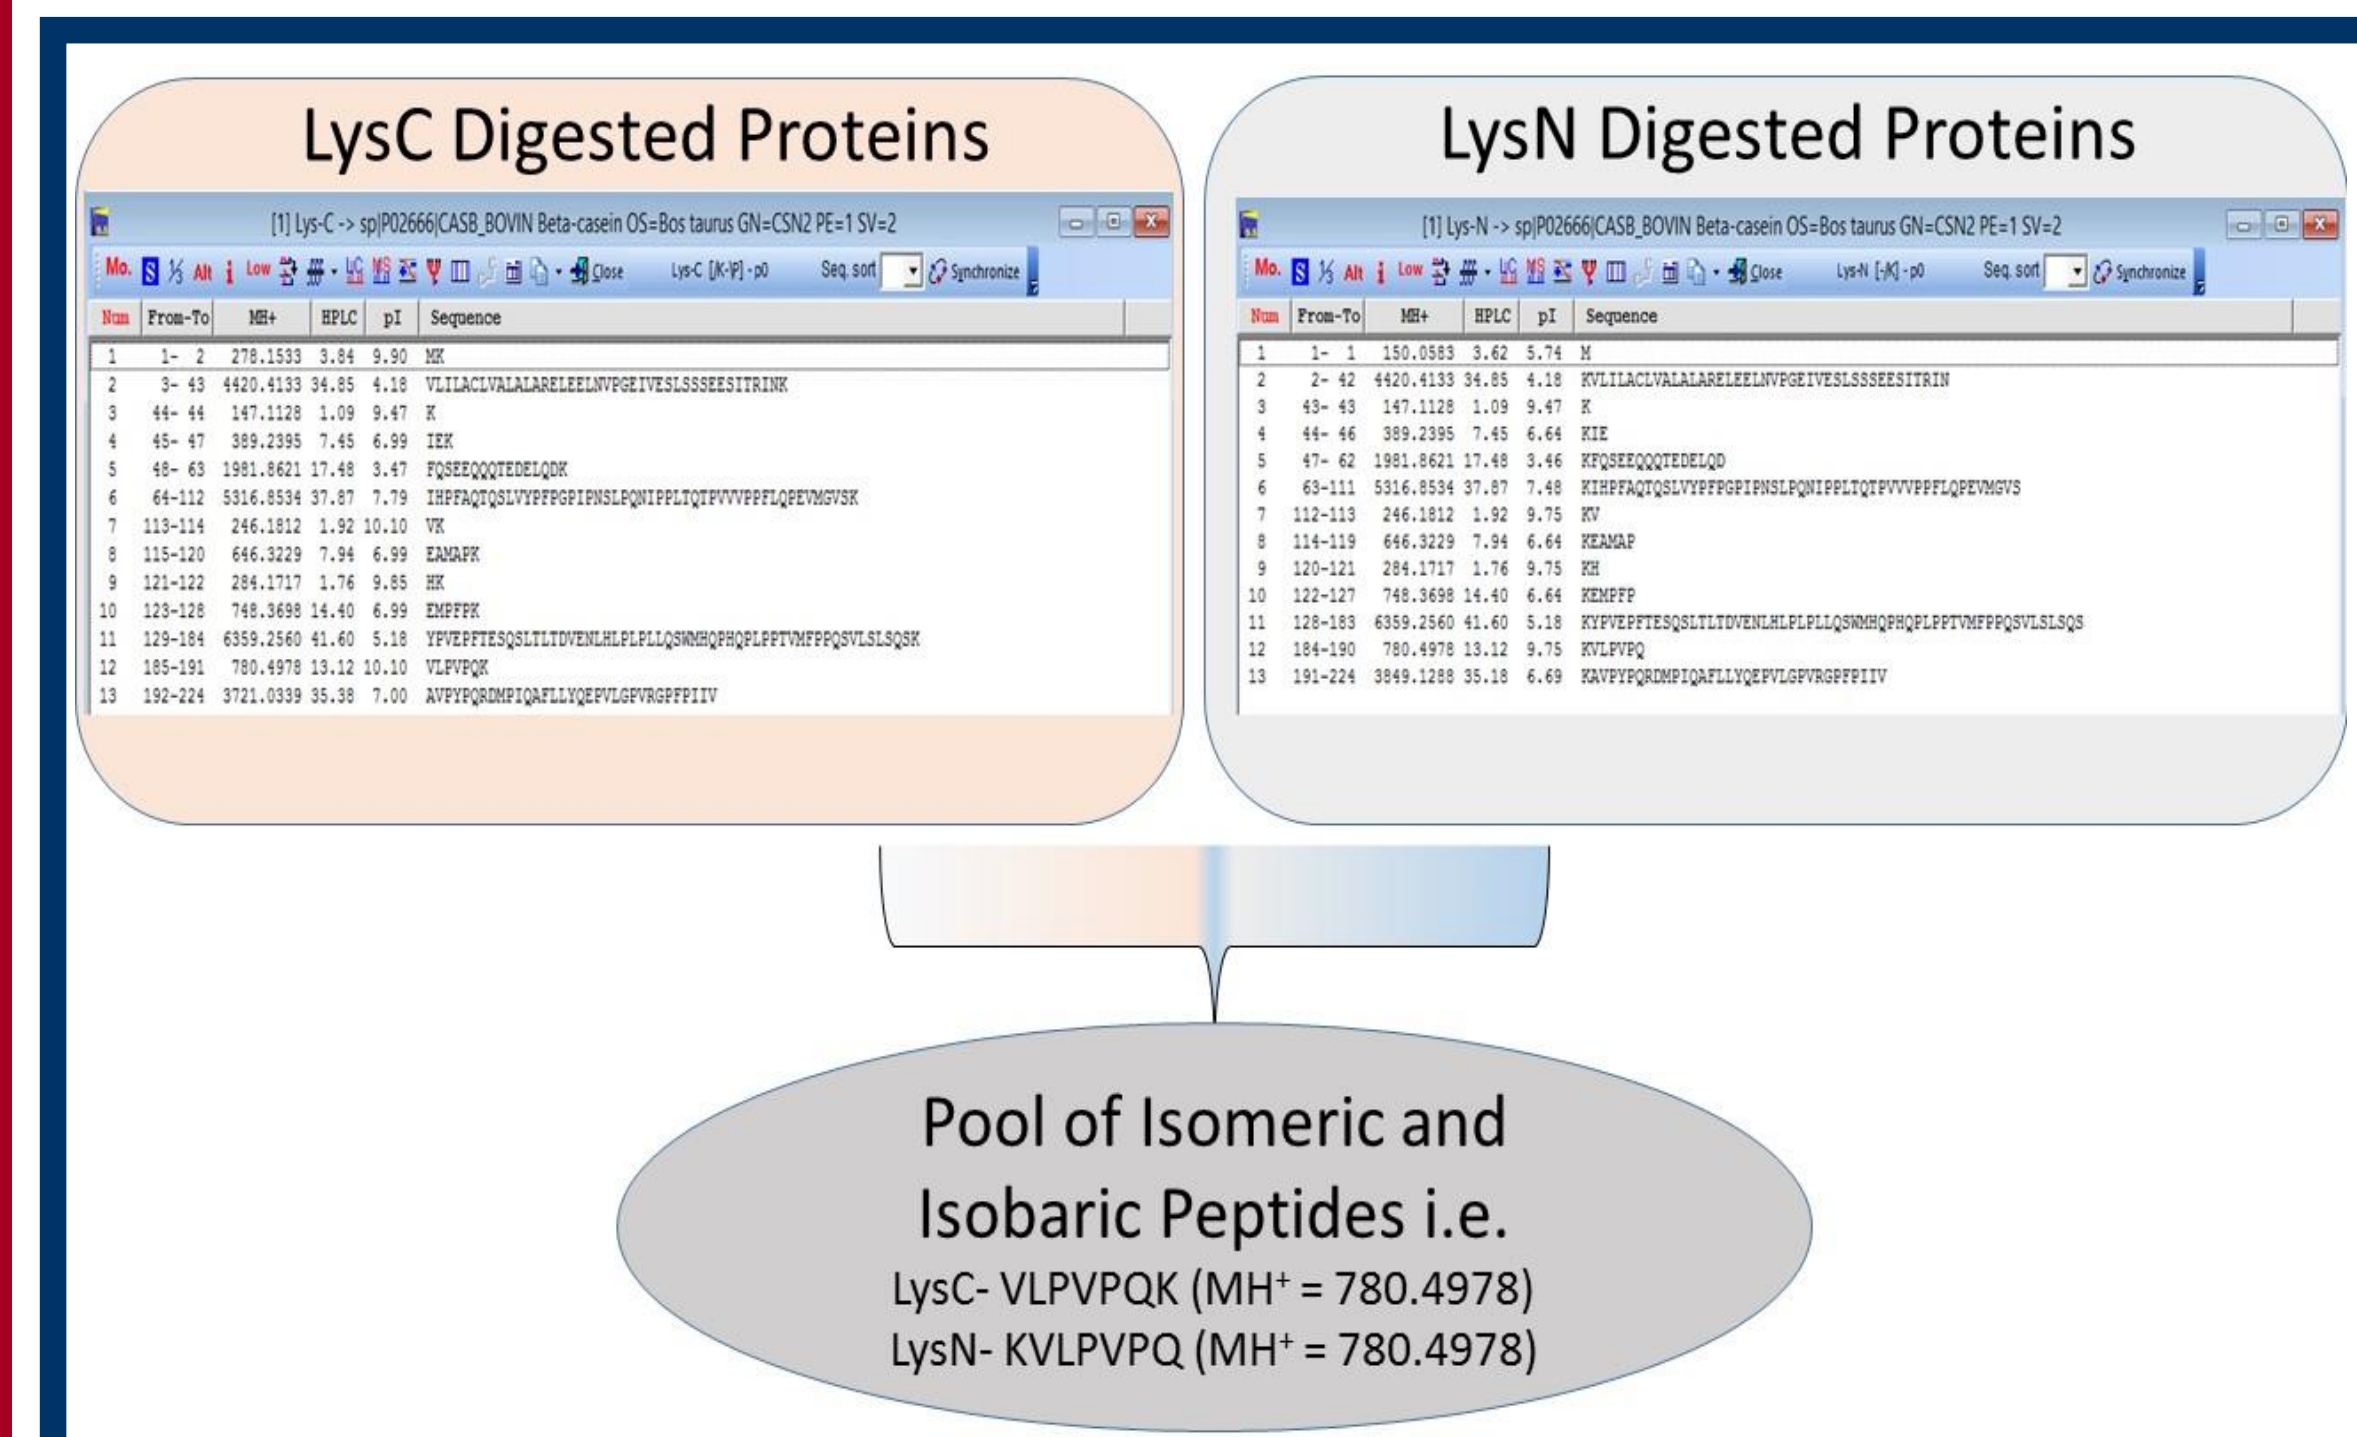 LysC Digested Proteins
[1] Lys-C -> sp|P02666|CASB_BOVIN Beta-casein OS=Bos taurus GN=CSN2 PE=1 SV=2
Mo. S ⅓ Alt i Low Close Lys-C [/K-\P] - p0 Seq. sort Synchronize
Num From-To MH+ HPLC pI Sequence
1 1- 2 278.1533 3.84 9.90 MK
2 3- 43 4420.4133 34.85 4.18 VLILACLVALALARELEELNVPGEIVESLSSSEESITRINK
3 44- 44 147.1128 1.09 9.47 K
4 45- 47 389.2395 7.45 6.99 IEK
5 48- 63 1981.8621 17.48 3.47 FQSEEQQQTEDELQDK
6 64-112 5316.8534 37.87 7.79 IHPFAQTQSLVYPFPGPIPNSLPQNIPPLTQTPVVVPPFLQPEVMGVSK
7 113-114 246.1812 1.92 10.10 VK
8 115-120 646.3229 7.94 6.99 EAMAPK
9 121-122 284.1717 1.76 9.85 HK
10 123-128 748.3698 14.40 6.99 EMPFPK
11 129-184 6359.2560 41.60 5.18 YPVEPFTESQSLTLTDVENLHLPLPLLQSWMHQPHQPLPPTVMFPPQSVLSLSQSK
12 185-191 780.4978 13.12 10.10 VLPVPQK
13 192-224 3721.0339 35.38 7.00 AVPYPQRDMPIQAFLLYQEPVLGPVRGPFPIIV
LysN Digested Proteins
[1] Lys-N -> sp|P02666|CASB_BOVIN Beta-casein OS=Bos taurus GN=CSN2 PE=1 SV=2
Mo. S ⅓ Alt i Low Close Lys-N [-/K] - p0 Seq. sort Synchronize
Num From-To MH+ HPLC pI Sequence
1 1- 1 150.0583 3.62 5.74 M
2 2- 42 4420.4133 34.85 4.18 KVLILACLVALALARELEELNVPGEIVESLSSSEESITRIN
3 43- 43 147.1128 1.09 9.47 K
4 44- 46 389.2395 7.45 6.64 KIE
5 47- 62 1981.8621 17.48 3.46 KFQSEEQQQTEDELQD
6 63-111 5316.8534 37.87 7.48 KIHPFAQTQSLVYPFPGPIPNSLPQNIPPLTQTPVVVPPFLQPEVMGVS
7 112-113 246.1812 1.92 9.75 KV
8 114-119 646.3229 7.94 6.64 KEAMAP
9 120-121 284.1717 1.76 9.75 KH
10 122-127 748.3698 14.40 6.64 KEMPFP
11 128-183 6359.2560 41.60 5.18 KYPVEPFTESQSLTLTDVENLHLPLPLLQSWMHQPHQPLPPTVMFPPQSVLSLSQS
12 184-190 780.4978 13.12 9.75 KVLPVPQ
13 191-224 3849.1288 35.18 6.69 KAVPYPQRDMPIQAFLLYQEPVLGPVRGPFPIIV
Pool of Isomeric and
Isobaric Peptides i.e.
LysC- VLPVPQK (MH⁺ = 780.4978)
LysN- KVLPVPQ (MH⁺ = 780.4978)